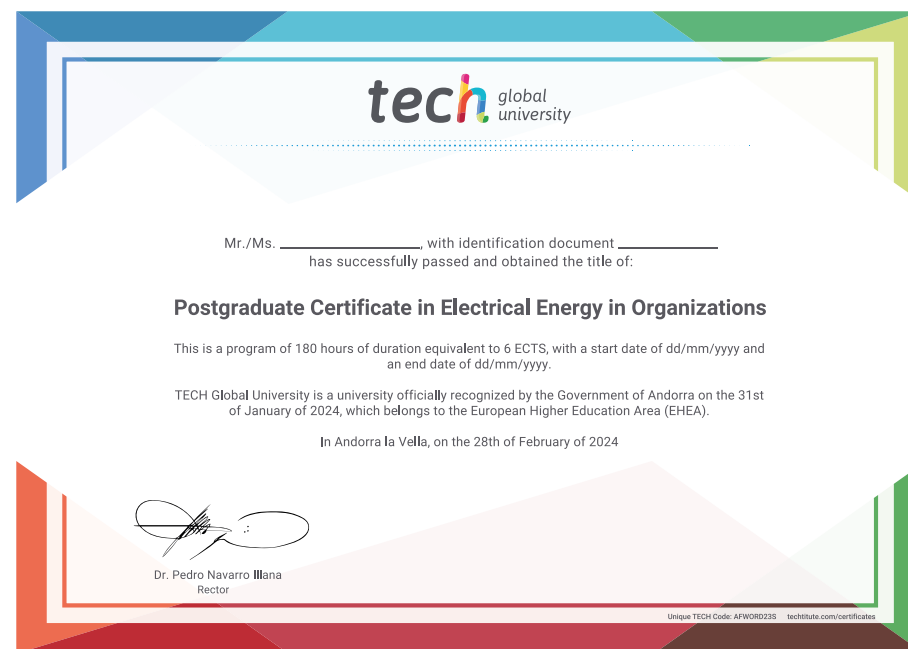 tech global
university
Mr./Ms. ____________________, with identification document ______________
has successfully passed and obtained the title of:
Postgraduate Certificate in Electrical Energy in Organizations
This is a program of 180 hours of duration equivalent to 6 ECTS, with a start date of dd/mm/yyyy and
an end date of dd/mm/yyyy.
TECH Global University is a university officially recognized by the Government of Andorra on the 31st
of January of 2024, which belongs to the European Higher Education Area (EHEA).
In Andorra la Vella, on the 28th of February of 2024
Dr. Pedro Navarro Illana
Rector
Unique TECH Code: AFWORD23S techtitute.com/certificates